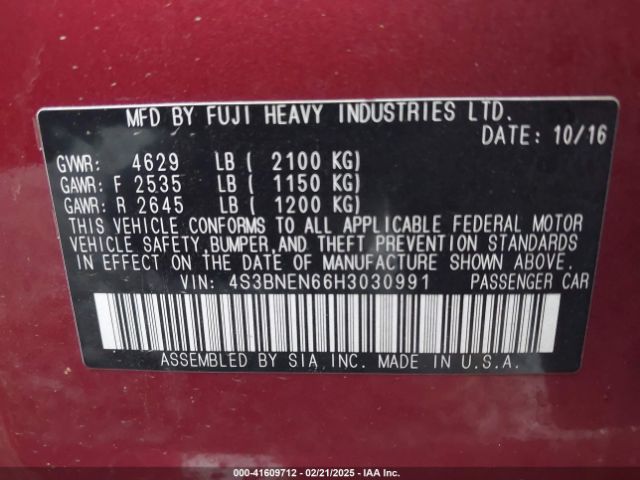 MFD BY FUJI HEAVY INDUSTRIES LTD.
DATE: 10/16
GVWR: 4629 LB ( 2100 KG)
GAWR: F 2535 LB ( 1150 KG)
GAWR: R 2645 LB ( 1200 KG)
THIS VEHICLE CONFORMS TO ALL APPLICABLE FEDERAL MOTOR
VEHICLE SAFETY, BUMPER, AND THEFT PREVENTION STANDARDS
IN EFFECT ON THE DATE OF MANUFACTURE SHOWN ABOVE.
VIN: 4S3BNEN66H3030991 PASSENGER CAR
ASSEMBLED BY SIA, INC. MADE IN U.S.A.
000-41609712 - 02/21/2025 - IAA Inc.